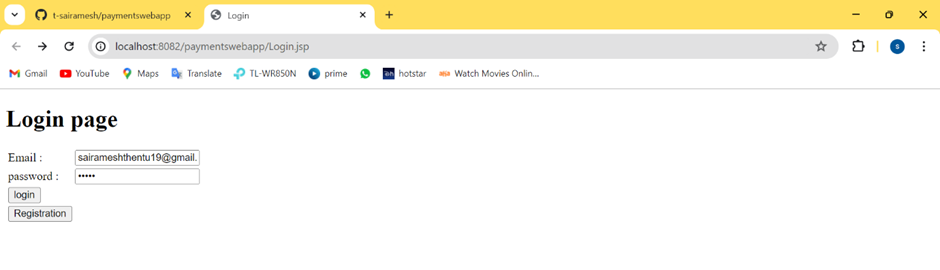 t-sairamesh/paymentswebapp Login
localhost:8082/paymentswebapp/Login.jsp
Gmail YouTube Maps Translate TL-WR850N prime hotstar Watch Movies Onlin...
Login page
Email : sairameshthentu19@gmail.
password : •••••
login
Registration